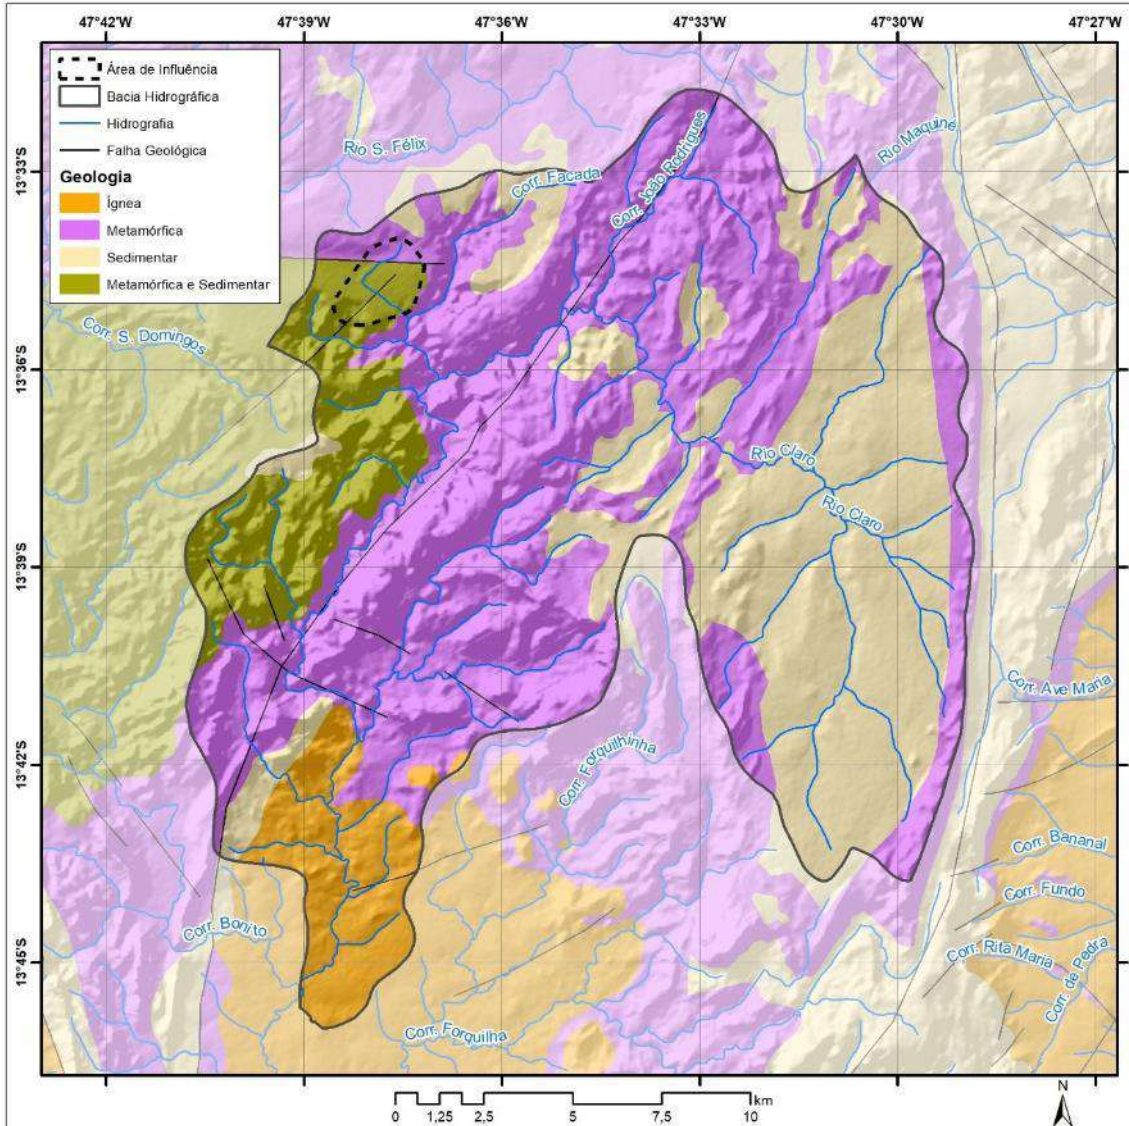 47°42'W
47°39'W
47°36'W
47°33'W
47°30'W
47°27'W
Área de Influência
Bacia Hidrográfica
Hidrografia
Falha Geológica
Geologia
Ígnea
Metamórfica
Sedimentar
Metamórfica e Sedimentar
13°33'S
13°36'S
13°39'S
13°42'S
13°45'S
Rio S. Félix
Corr. Facada
Corr. João Rodrigues
Rio Maquiné
Corr. S. Domingos
Rio Claro
Rio Claro
Corr. Ave Maria
Corr. Forquilhinha
Corr. Bananal
Corr. Fundo
Corr. Bonito
Corr. Rita Maria
Corr. de Pedra
Corr. Forquilha
0 1,25 2,5 5 7,5 10
km
N